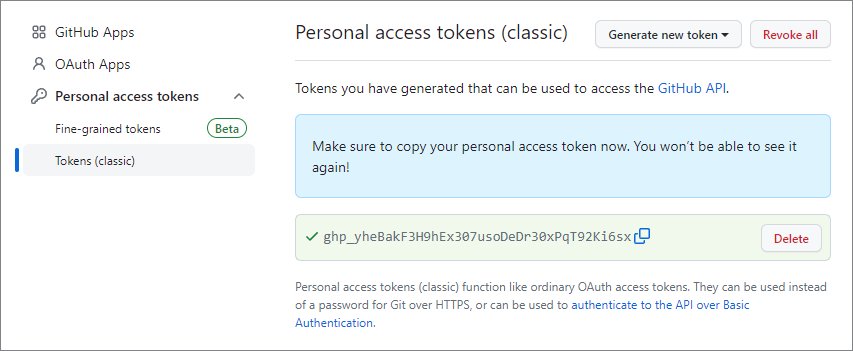 GitHub Apps
OAuth Apps
Personal access tokens
Fine-grained tokens Beta
Tokens (classic)
Personal access tokens (classic)
Generate new token
Revoke all
Tokens you have generated that can be used to access the GitHub API.
Make sure to copy your personal access token now. You won't be able to see it
again!
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
Delete
Personal access tokens (classic) function like ordinary OAuth access tokens. They can be used instead
of a password for Git over HTTPS, or can be used to authenticate to the API over Basic
Authentication.